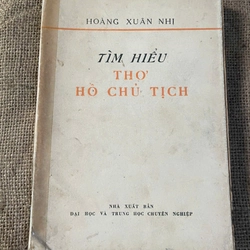 HOÀNG XUÂN NHỊ
TÌM HIỂU
THƠ
HỒ CHỦ TỊCH
NHÀ XUẤT BẢN
ĐẠI HỌC VÀ TRUNG HỌC CHUYÊN NGHIỆP